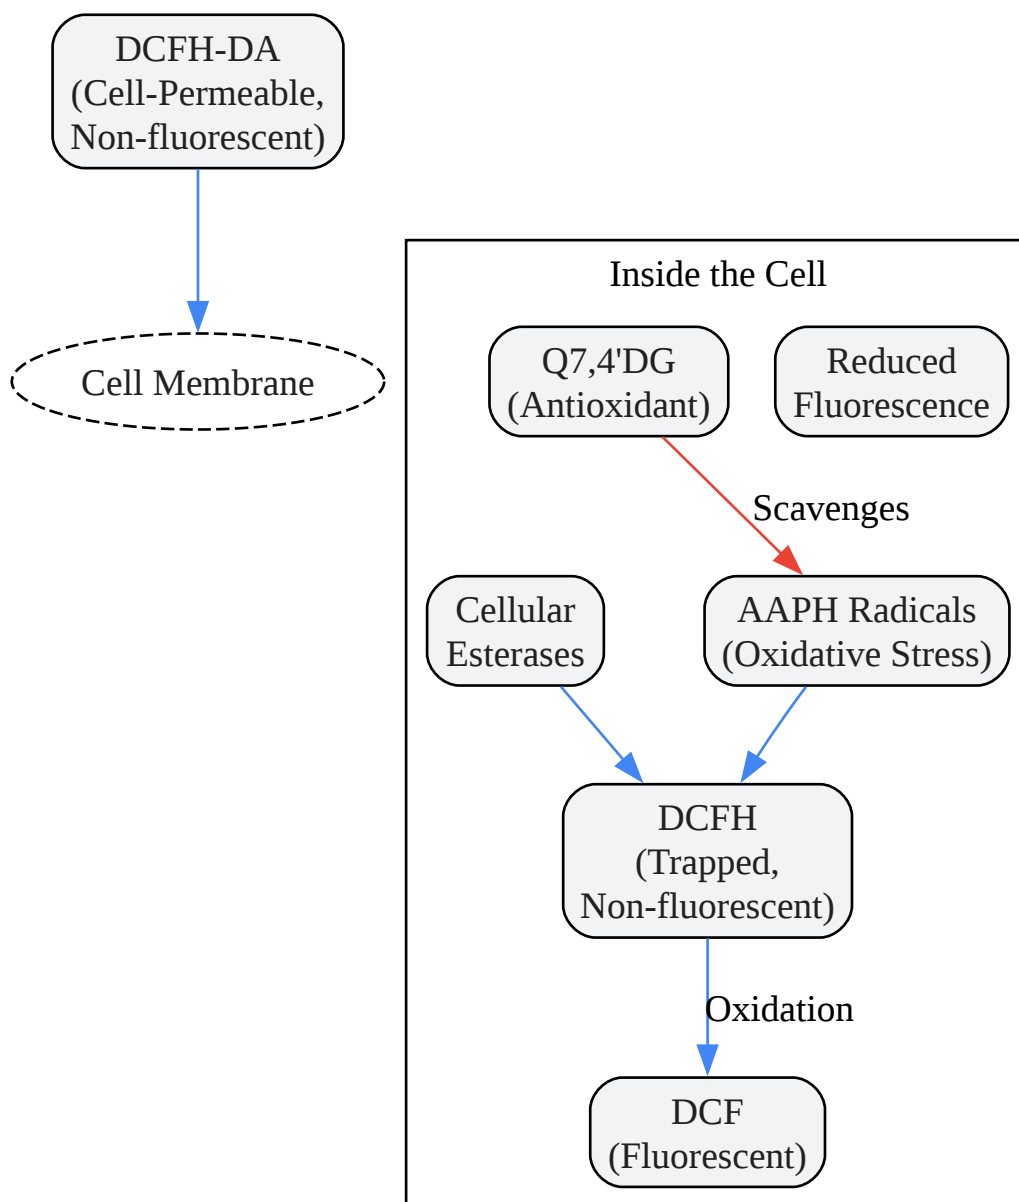 DCFH-DA
(Cell-Permeable,
Non-fluorescent)
Cell Membrane
Inside the Cell
Q7,4'DG
(Antioxidant)
Reduced
Fluorescence
Scavenges
Cellular
Esterases
AAPH Radicals
(Oxidative Stress)
DCFH
(Trapped,
Non-fluorescent)
Oxidation
DCF
(Fluorescent)